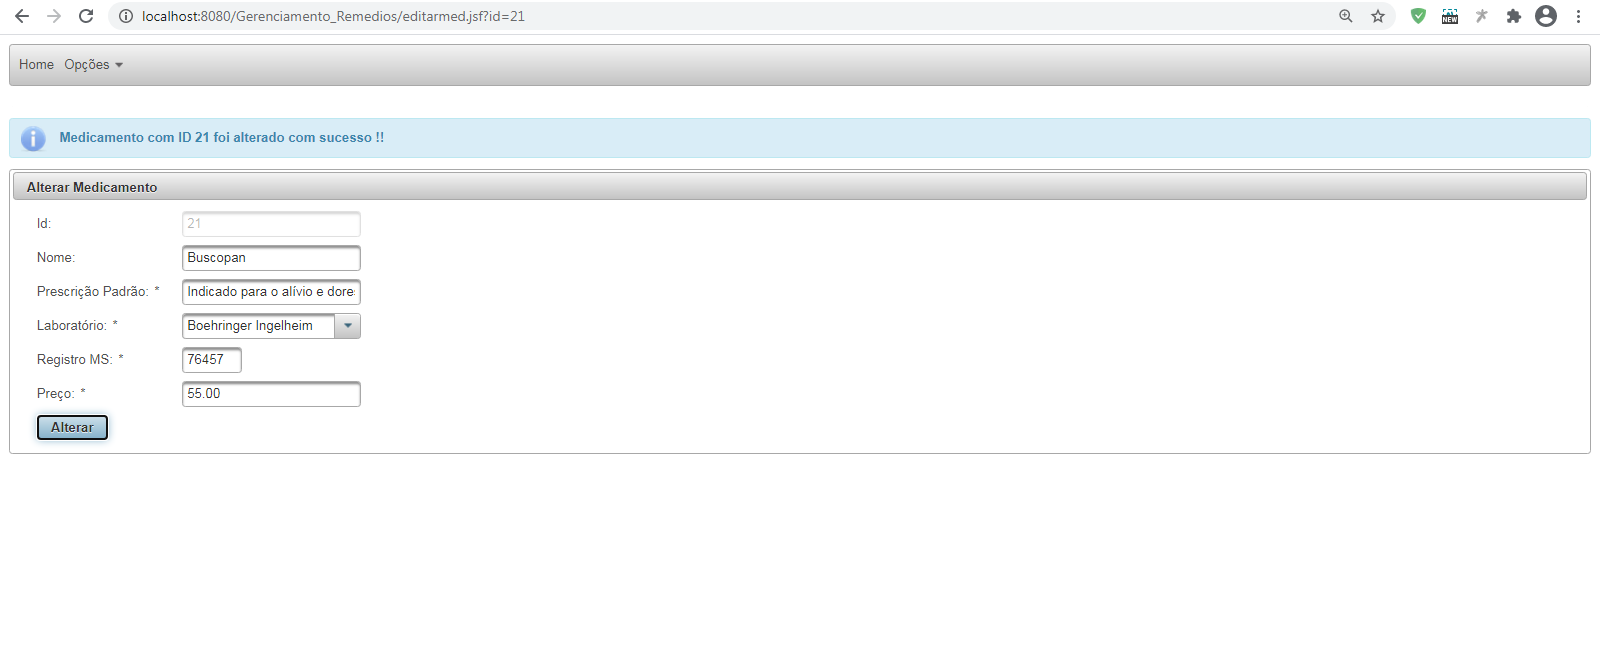 localhost:8080/Gerenciamento_Remedios/editarmed.jsf?id=21
NEW
Home Opções
Medicamento com ID 21 foi alterado com sucesso !!
Alterar Medicamento
Id: 21
Nome: Buscopan
Prescrição Padrão: * Indicado para o alívio e dore
Laboratório: * Boehringer Ingelheim
Registro MS: * 76457
Preço: * 55.00
Alterar